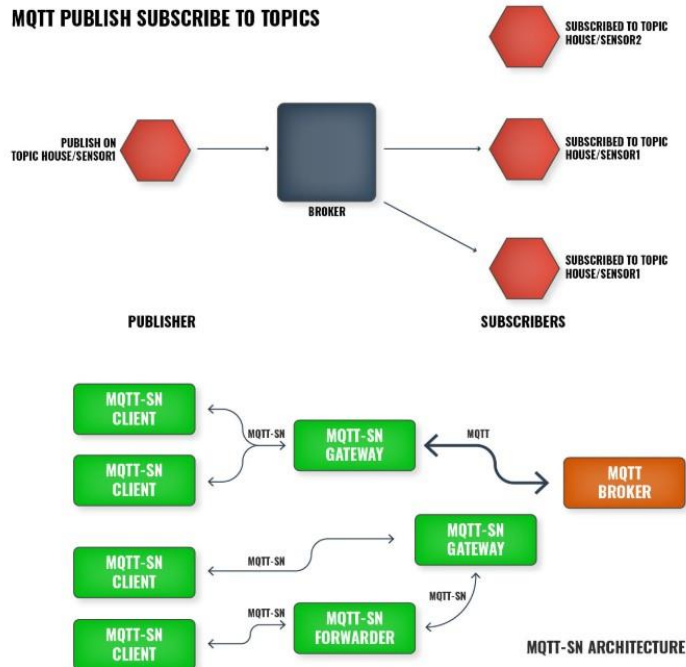 MQTT PUBLISH SUBSCRIBE TO TOPICS
SUBSCRIBED TO TOPIC
HOUSE/SENSOR2
PUBLISH ON
TOPIC HOUSE/SENSOR1
SUBSCRIBED TO TOPIC
HOUSE/SENSOR1
BROKER
SUBSCRIBED TO TOPIC
HOUSE/SENSOR1
PUBLISHER
SUBSCRIBERS
MQTT-SN
CLIENT
MQTT-SN
MQTT-SN
GATEWAY
MQTT
MQTT-SN
CLIENT
MQTT
BROKER
MQTT-SN
GATEWAY
MQTT-SN
CLIENT
MQTT-SN
MQTT-SN
MQTT-SN
CLIENT
MQTT-SN
MQTT-SN
FORWARDER
MQTT-SN ARCHITECTURE